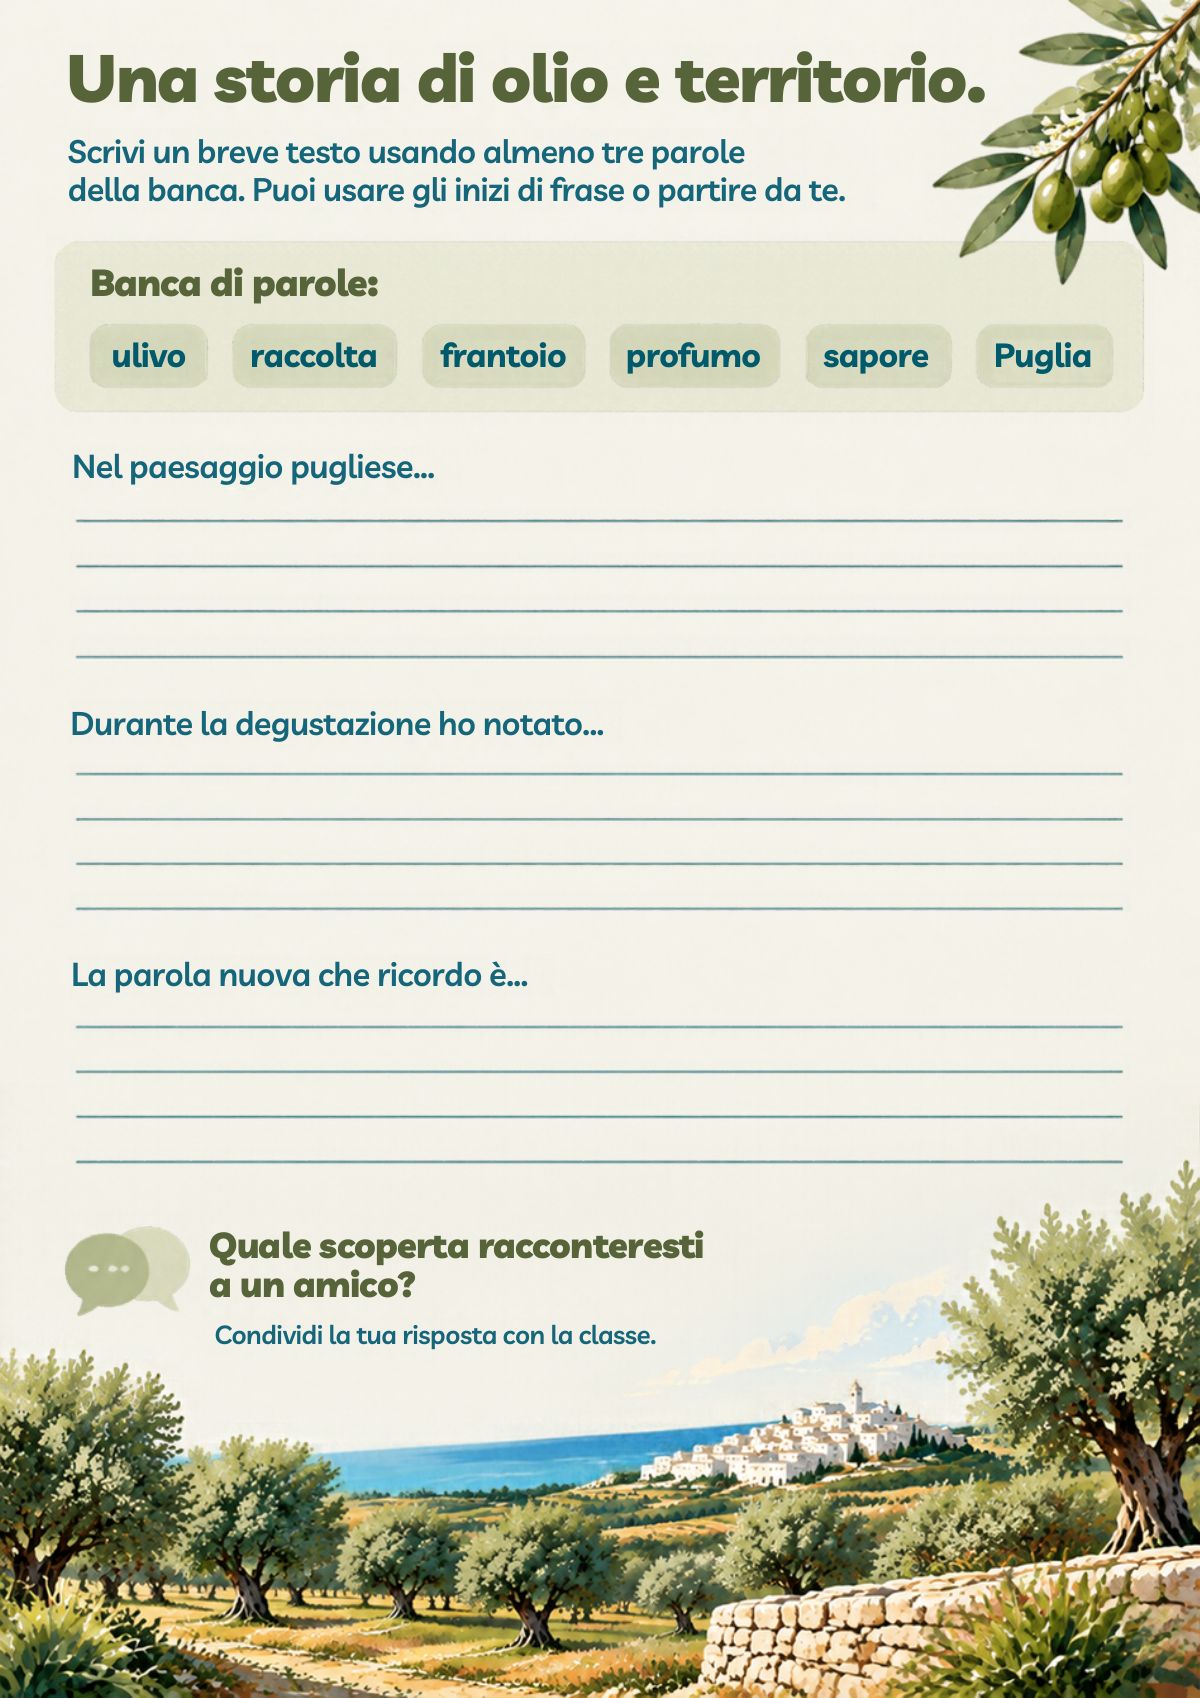 Una storia di olio e territorio.
Scrivi un breve testo usando almeno tre parole
della banca. Puoi usare gli inizi di frase o partire da te.
Banca di parole:
ulivo raccolta frantoio profumo sapore Puglia
Nel paesaggio pugliese...
Durante la degustazione ho notato...
La parola nuova che ricordo è...
Quale scoperta racconteresti
a un amico?
Condividi la tua risposta con la classe.